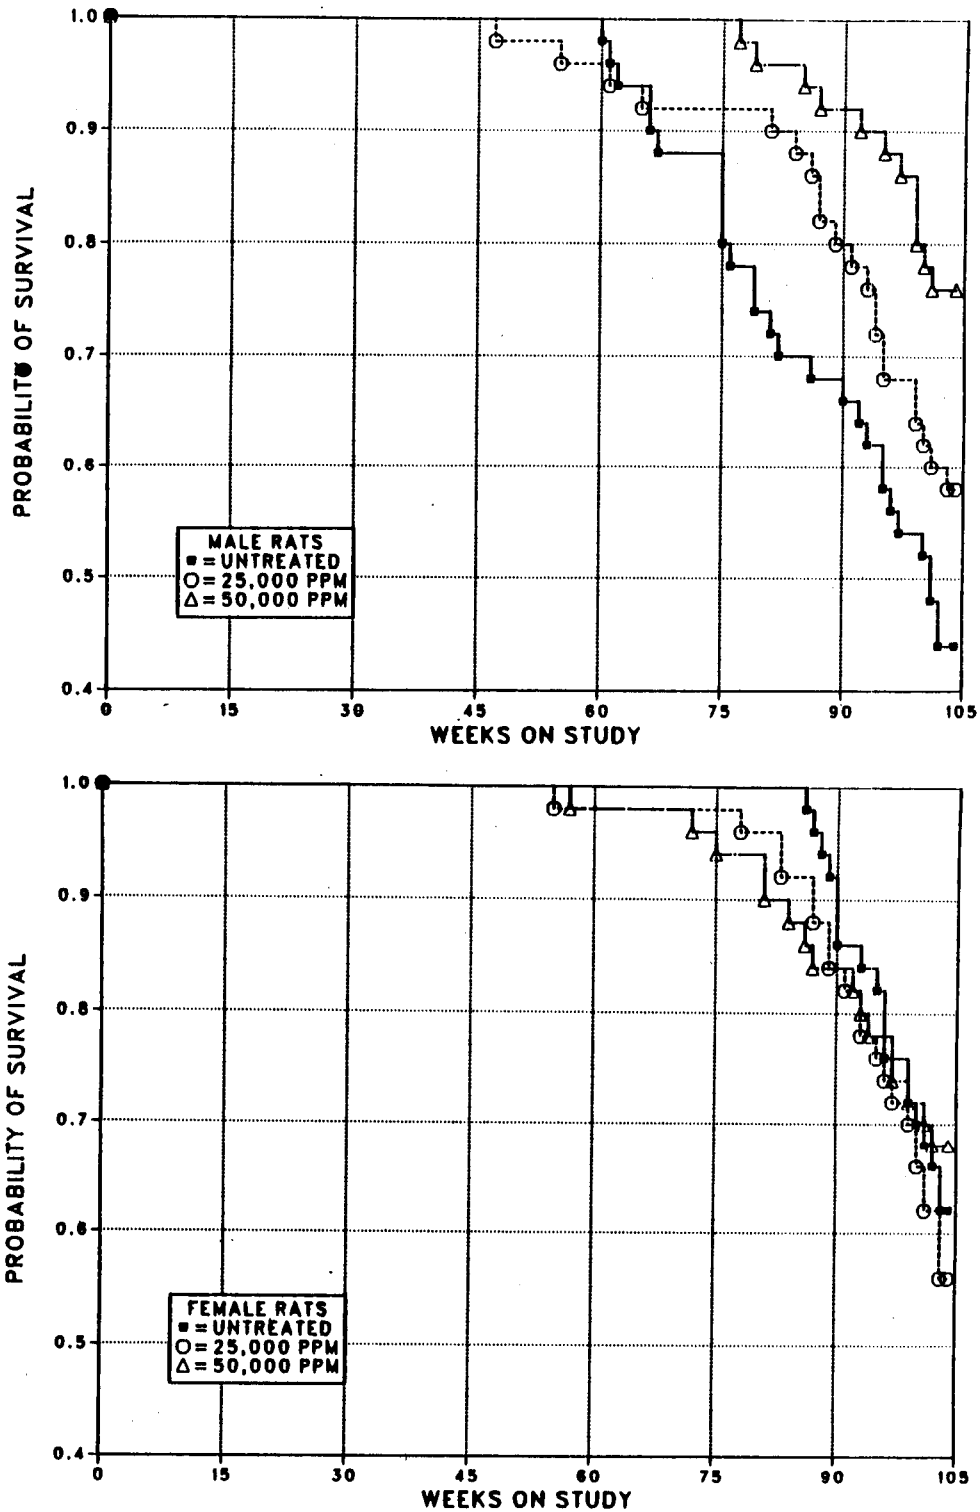 PROBABILITY OF SURVIVAL
1.0
0.9
0.8
0.7
0.6
0.5
0.4
MALE RATS
■ = UNTREATED
○ = 25,000 PPM
△ = 50,000 PPM
0 15 30 45 60 75 90 105
WEEKS ON STUDY
PROBABILITY OF SURVIVAL
1.0
0.9
0.8
0.7
0.6
0.5
0.4
FEMALE RATS
■ = UNTREATED
○ = 25,000 PPM
△ = 50,000 PPM
0 15 30 45 60 75 90 105
WEEKS ON STUDY